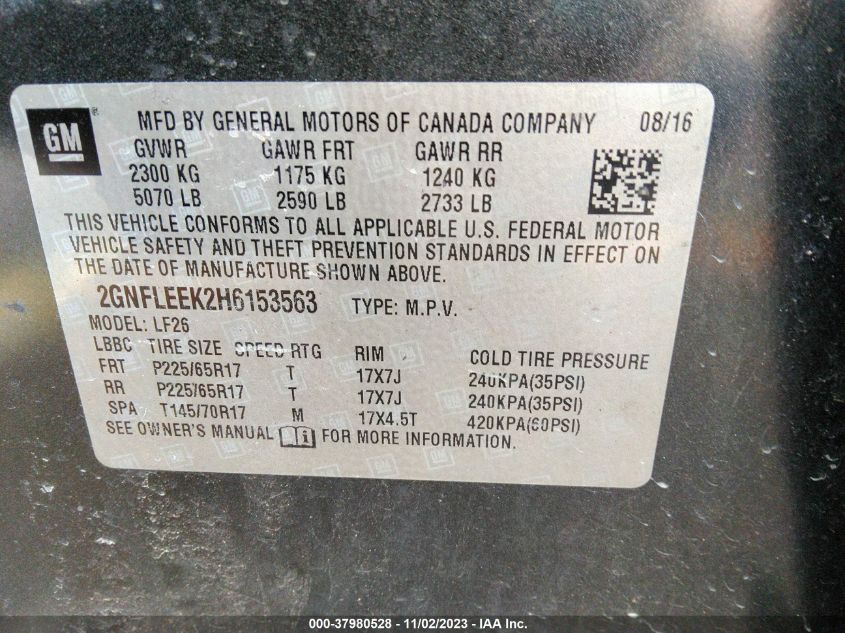 GM
MFD BY GENERAL MOTORS OF CANADA COMPANY 08/16
GVWR GAWR FRT GAWR RR
2300 KG 1175 KG 1240 KG
5070 LB 2590 LB 2733 LB
THIS VEHICLE CONFORMS TO ALL APPLICABLE U.S. FEDERAL MOTOR
VEHICLE SAFETY AND THEFT PREVENTION STANDARDS IN EFFECT ON
THE DATE OF MANUFACTURE SHOWN ABOVE.
2GNFLEEK2H6153563 TYPE: M.P.V.
MODEL: LF26
LBBC TIRE SIZE SPEED RTG RIM COLD TIRE PRESSURE
FRT P225/65R17 T 17X7J 240KPA(35PSI)
RR P225/65R17 T 17X7J 240KPA(35PSI)
SPA T145/70R17 M 17X4.5T 420KPA(60PSI)
SEE OWNER'S MANUAL FOR MORE INFORMATION.
000-37980528 - 11/02/2023 - IAA Inc.